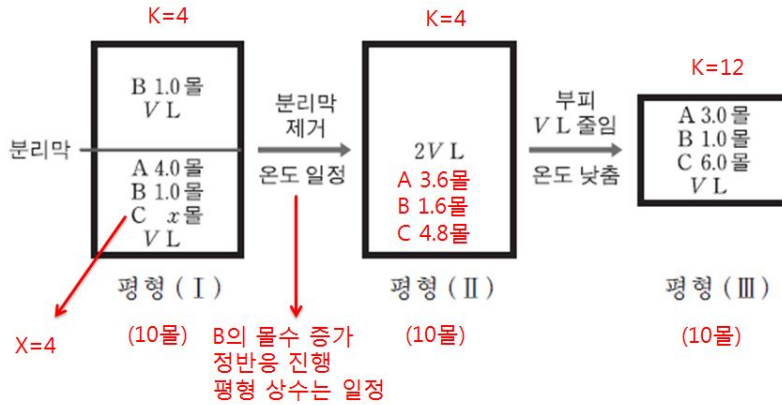 K=4
K=4
K=12
B 1.0몰
V L
분리막
A 4.0몰
B 1.0몰
C x몰
V L
분리막
제거
온도 일정
2V L
A 3.6몰
B 1.6몰
C 4.8몰
부피
V L 줄임
온도 낮춤
A 3.0몰
B 1.0몰
C 6.0몰
V L
평형 ( I )
평형 ( II )
평형 ( III )
X=4
(10몰)
B의 몰수 증가
정반응 진행
평형 상수는 일정
(10몰)
(10몰)